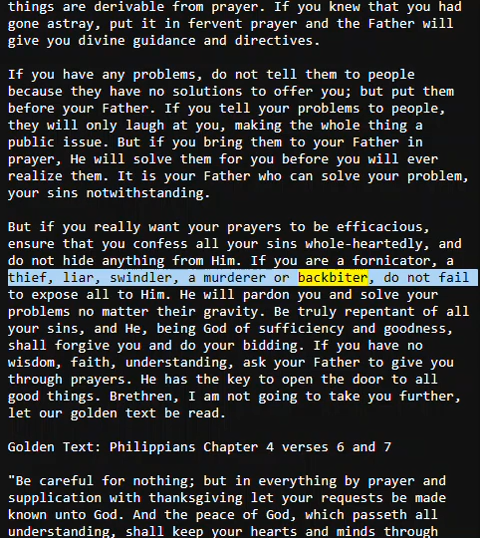 things are derivable from prayer. If you knew that you had
gone astray, put it in fervent prayer and the Father will
give you divine guidance and directives.
If you have any problems, do not tell them to people
because they have no solutions to offer you; but put them
before your Father. If you tell your problems to people,
they will only laugh at you, making the whole thing a
public issue. But if you bring them to your Father in
prayer, He will solve them for you before you will ever
realize them. It is your Father who can solve your problem,
your sins notwithstanding.
But if you really want your prayers to be efficacious,
ensure that you confess all your sins whole-heartedly, and
do not hide anything from Him. If you are a fornicator, a
thief, liar, swindler, a murderer or backbiter, do not fail
to expose all to Him. He will pardon you and solve your
problems no matter their gravity. Be truly repentant of all
your sins, and He, being God of sufficiency and goodness,
shall forgive you and do your bidding. If you have no
wisdom, faith, understanding, ask your Father to give you
through prayers. He has the key to open the door to all
good things. Brethren, I am not going to take you further,
let our golden text be read.
Golden Text: Philippians Chapter 4 verses 6 and 7
"Be careful for nothing; but in everything by prayer and
supplication with thanksgiving let your requests be made
known unto God. And the peace of God, which passeth all
understanding, shall keep your hearts and minds through